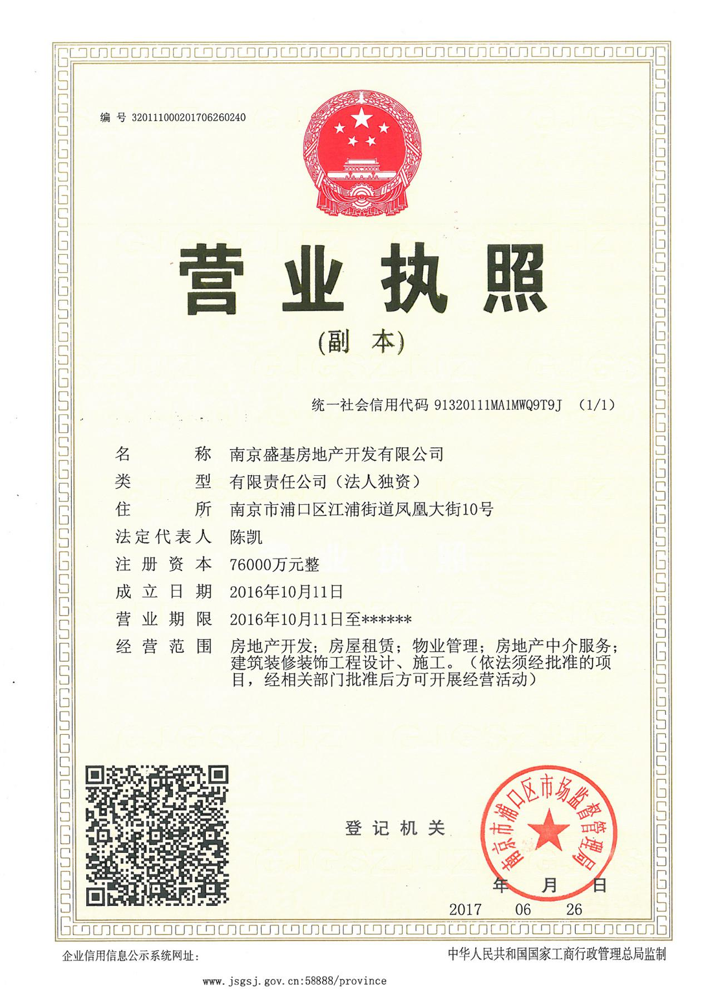 编 号 320111000201706260240
营业执照
(副 本)
统一社会信用代码 91320111MA1MWQ9T9J （1/1）
名 称 南京盛基房地产开发有限公司
类 型 有限责任公司（法人独资）
住 所 南京市浦口区江浦街道凤凰大街10号
法定代表人 陈凯
注册资本 76000万元整
成立日期 2016年10月11日
营业期限 2016年10月11日至******
经营范围 房地产开发；房屋租赁；物业管理；房地产中介服务；
建筑装修装饰工程设计、施工。（依法须经批准的项
目，经相关部门批准后方可开展经营活动）
南京市浦口区市场监督管理局
登记机关
年 月 日
2017 06 26
企业信用信息公示系统网址：
中华人民共和国国家工商行政管理总局监制
www.jsgsj.gov.cn:58888/province